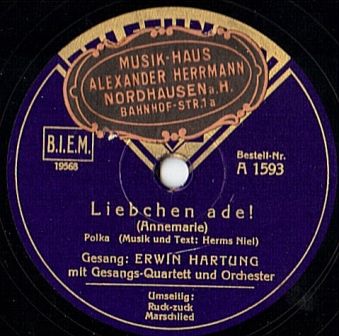 MUSIK-HAUS
ALEXANDER HERRMANN
NORDHAUSEN a. H.
BAHNHOF-STR. 1a
B.I.E.M.
19568
Bestell-Nr.
A 1593
Liebchen ade!
(Annemarie)
Polka (Musik und Text: Herms Niel)
Gesang: ERWIN HARTUNG
mit Gesangs-Quartett und Orchester
Umseitig:
Ruck-zuck
Marschlied